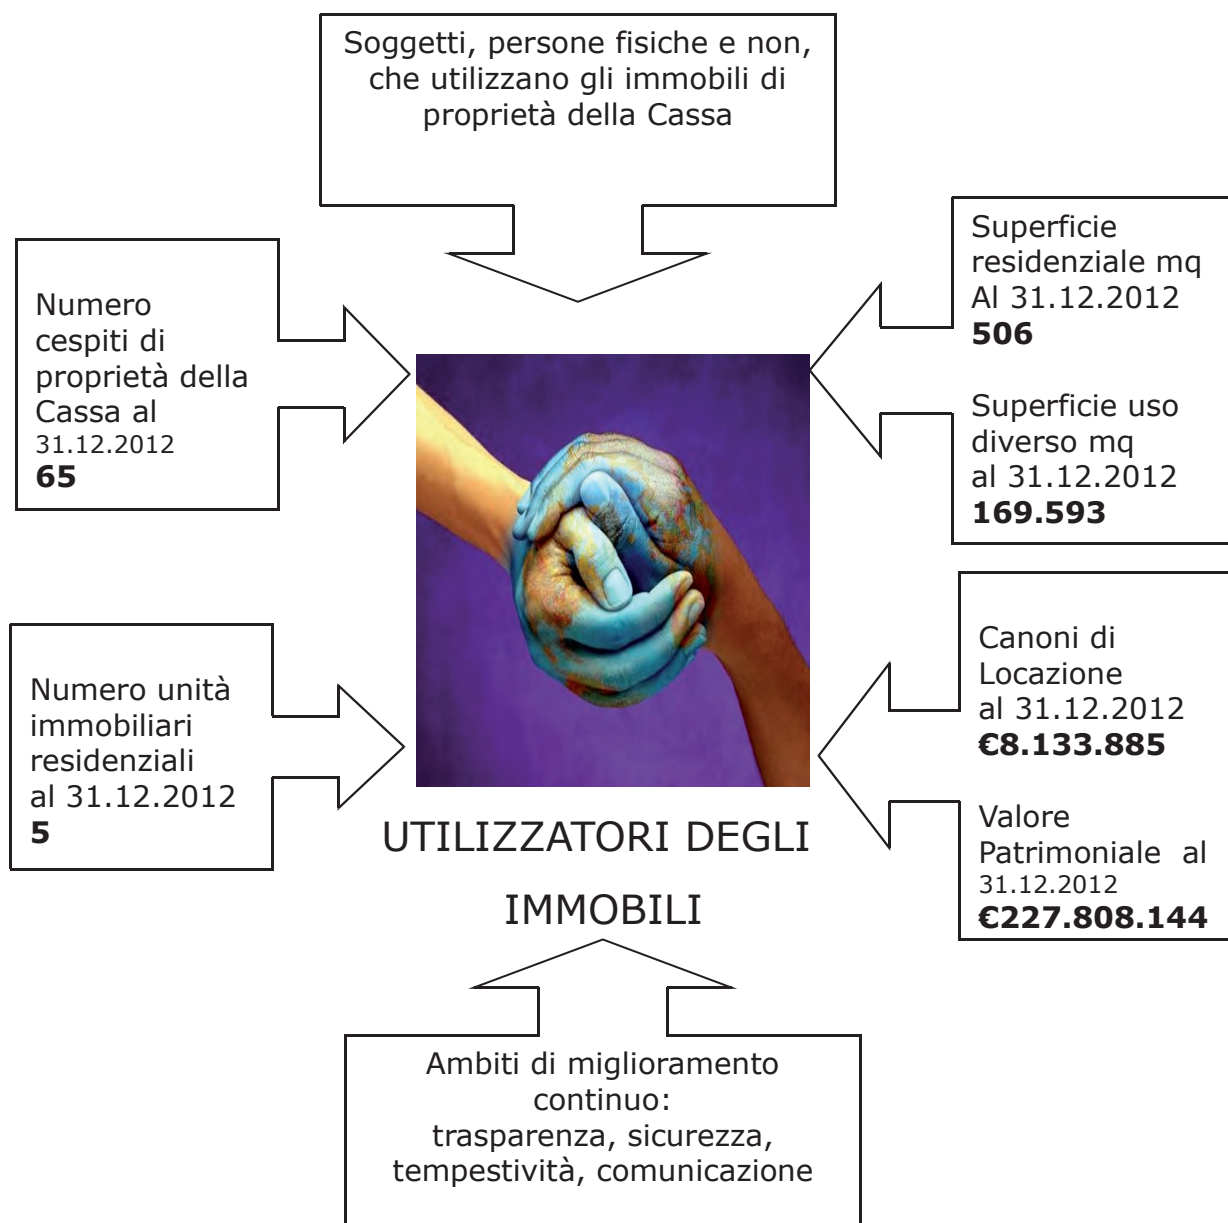 Soggetti, persone fisiche e non,
che utilizzano gli immobili di
proprietà della Cassa
Numero
cespiti di
proprietà della
Cassa al
31.12.2012
65
Superficie
residenziale mq
Al 31.12.2012
506
Superficie uso
diverso mq
al 31.12.2012
169.593
Numero unità
immobiliari
residenziali
al 31.12.2012
5
Canoni di
Locazione
al 31.12.2012
€8.133.885
Valore
Patrimoniale al
31.12.2012
€227.808.144
UTILIZZATORI DEGLI
IMMOBILI
Ambiti di miglioramento
continuo:
trasparenza, sicurezza,
tempestività, comunicazione